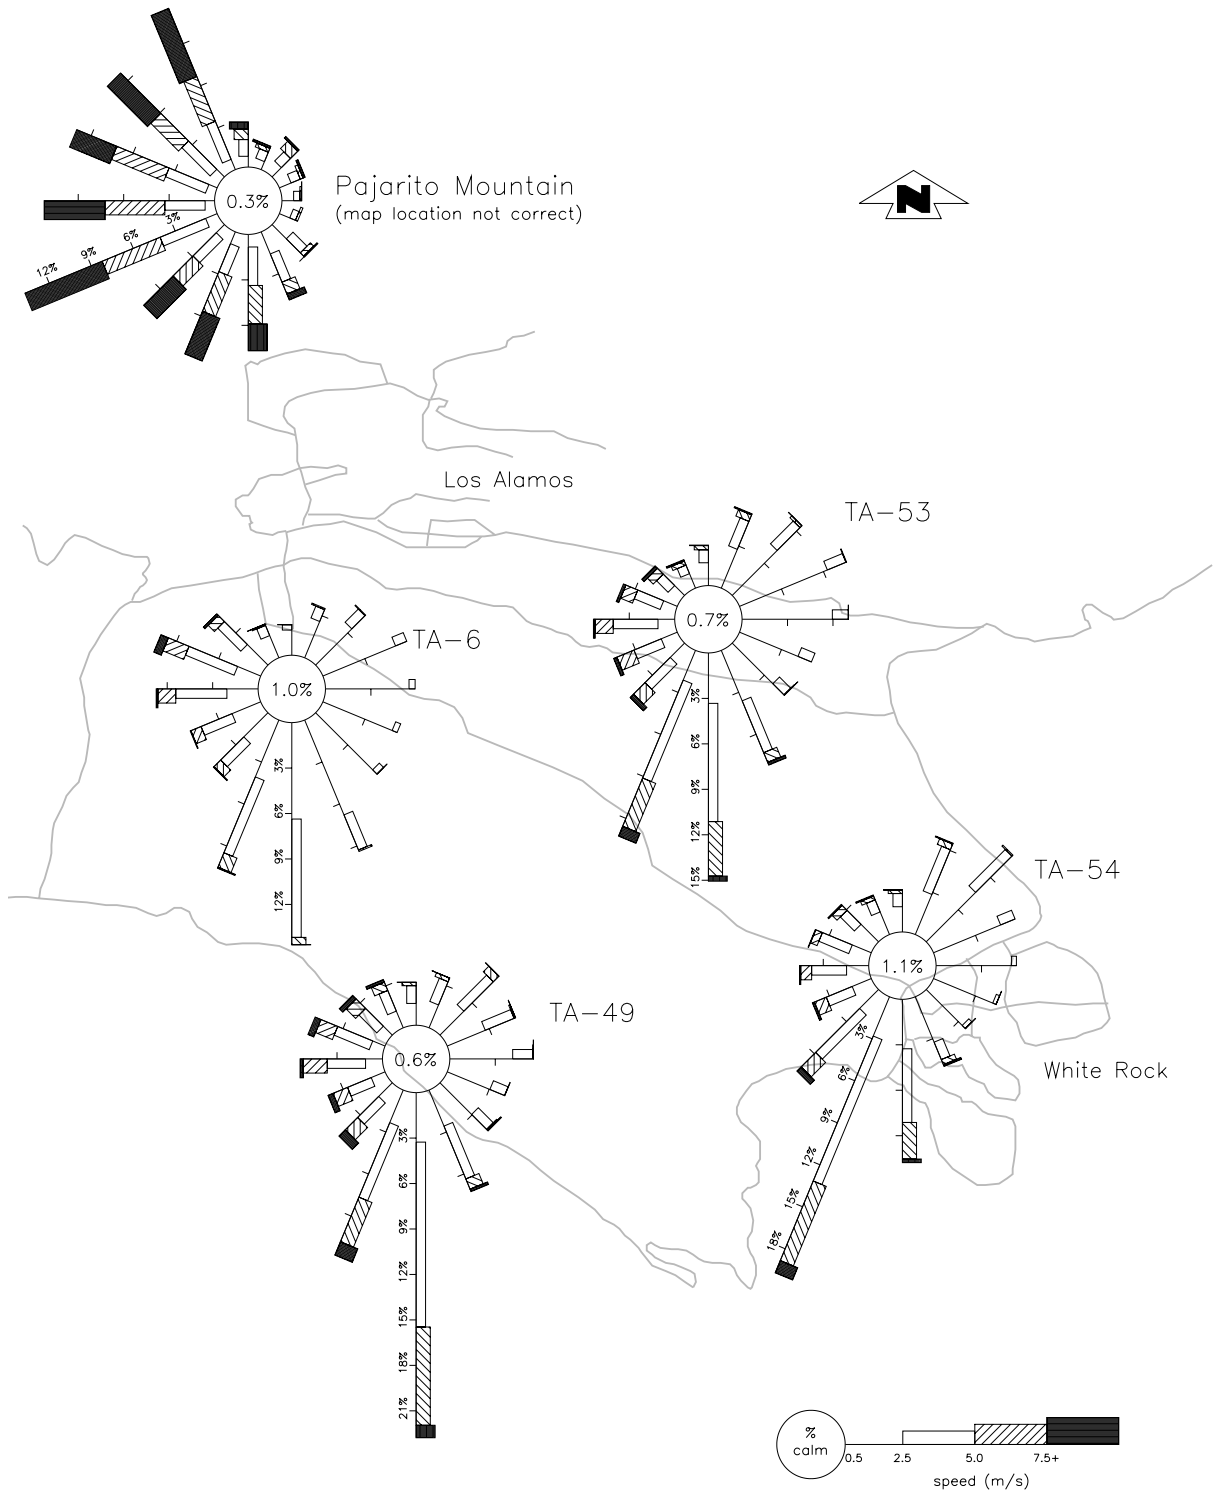 0.3%
Pajarito Mountain
(map location not correct)
N
3%
6%
9%
12%
Los Alamos
TA-53
0.7%
3%
6%
9%
12%
15%
TA-6
1.0%
3%
6%
9%
12%
TA-54
1.1%
3%
6%
9%
12%
15%
18%
TA-49
0.6%
3%
6%
9%
12%
15%
18%
21%
White Rock
%
calm
0.5 2.5 5.0 7.5+
speed (m/s)